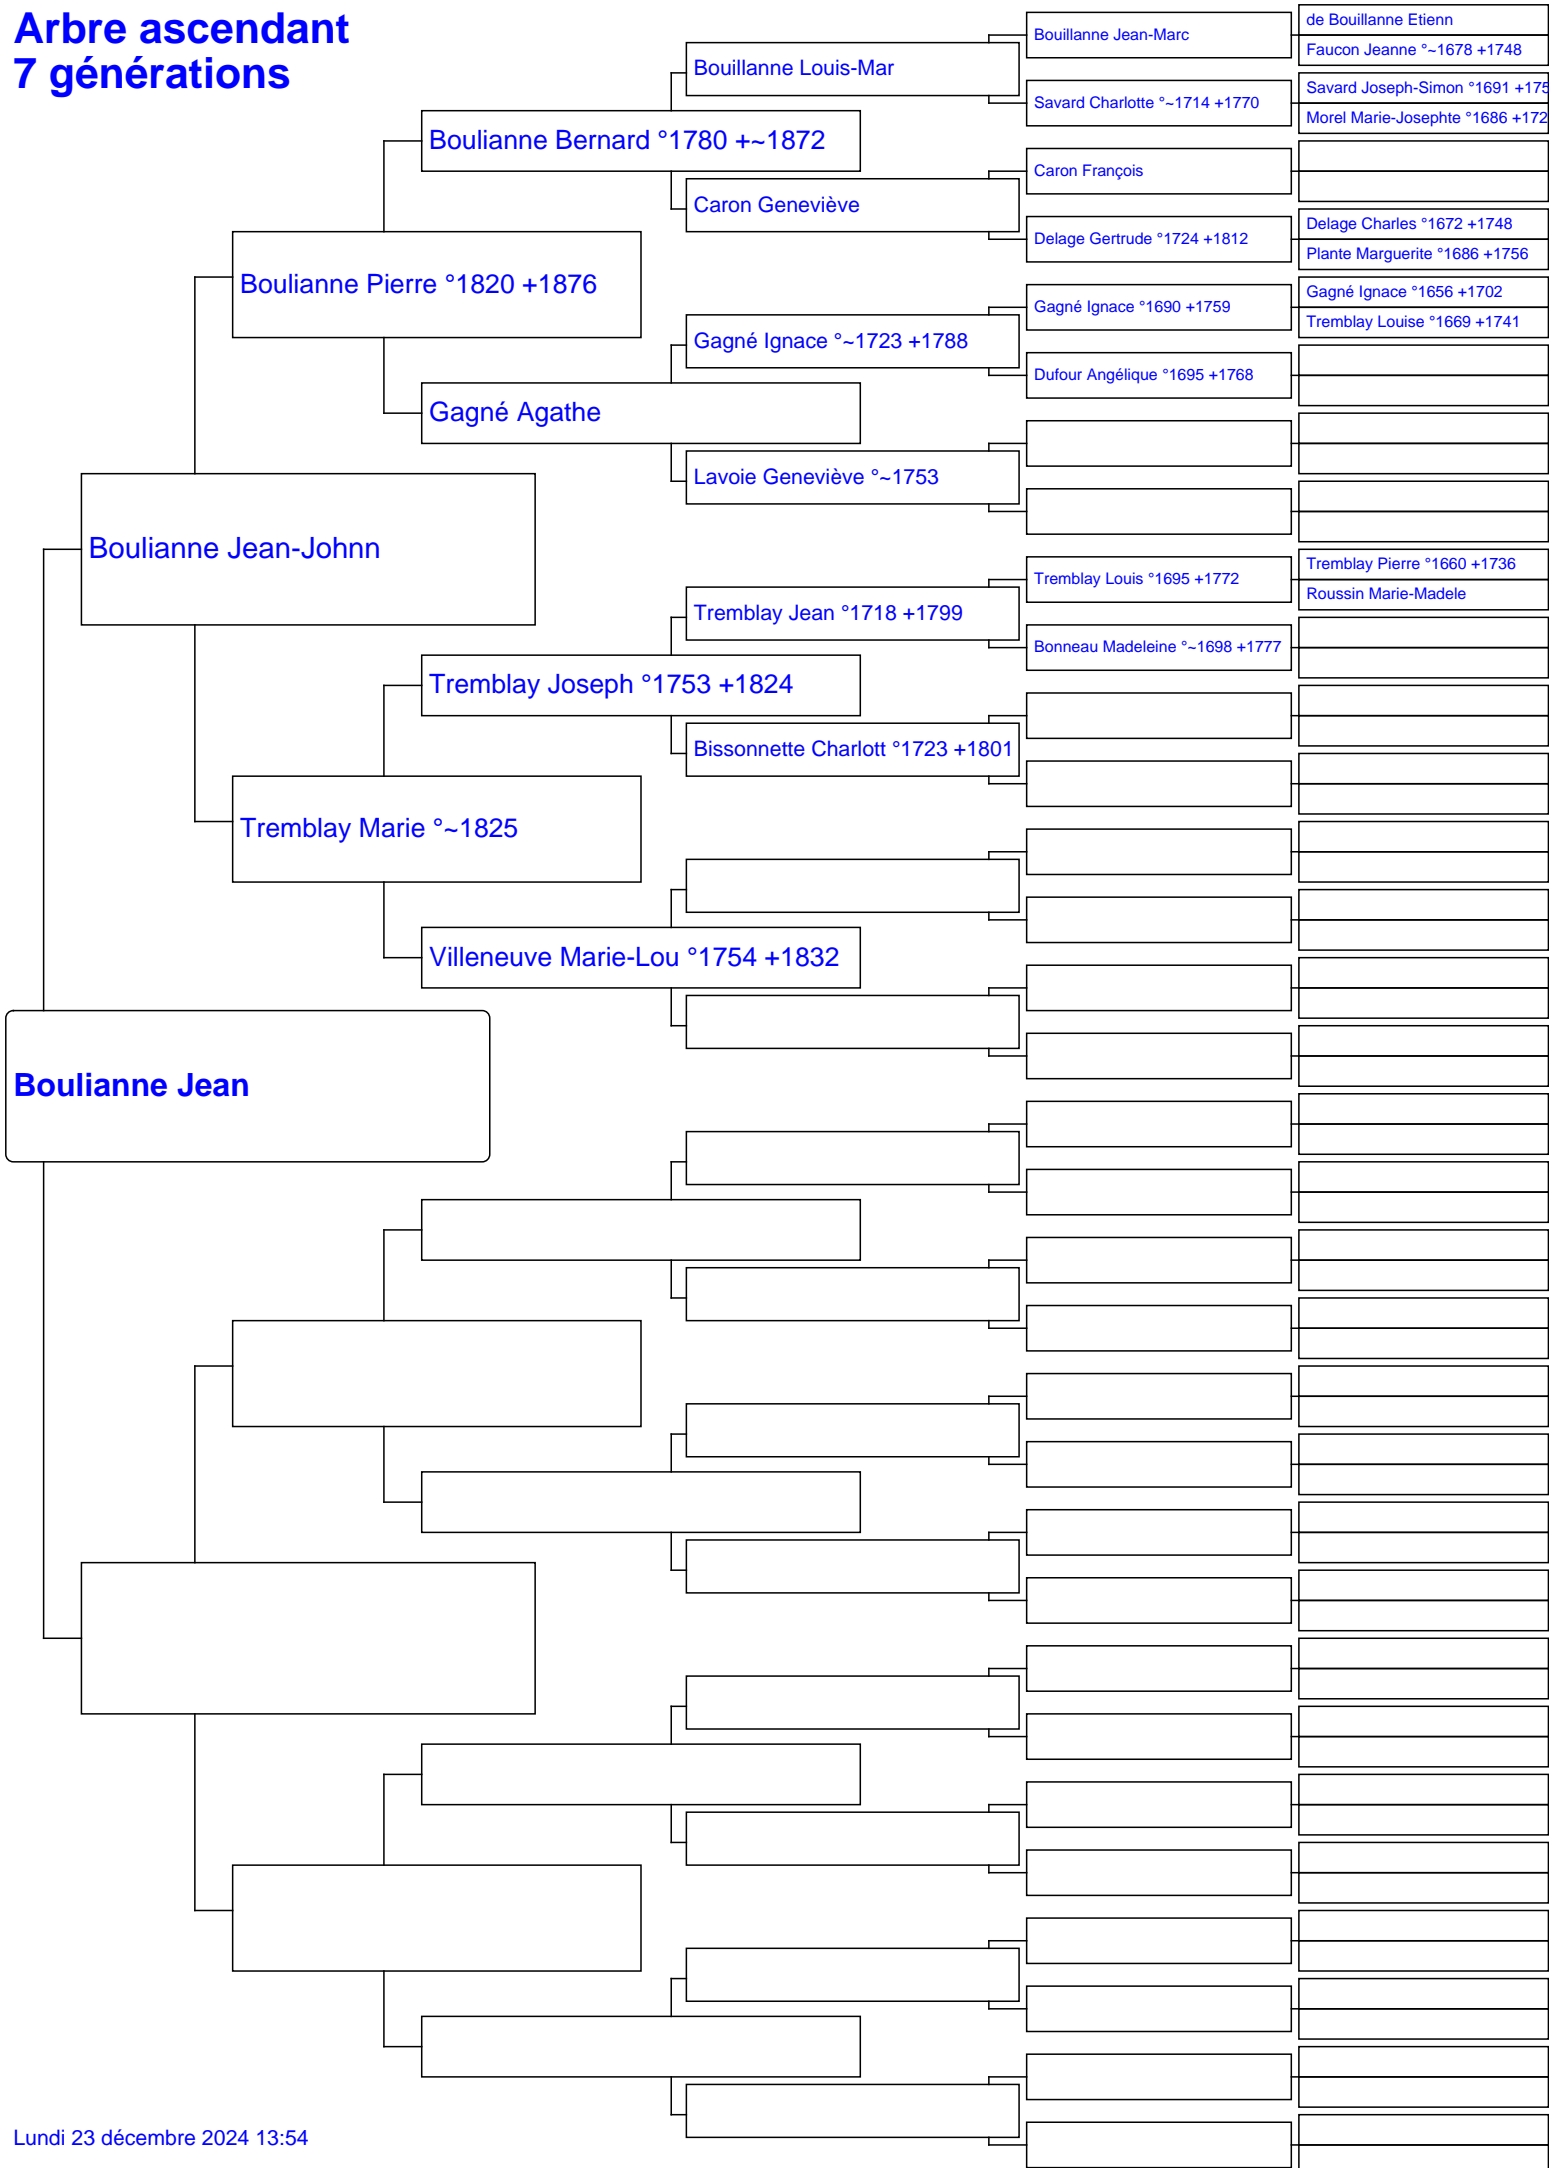 Arbre ascendant
7 générations
Bouillanne Jean-Marc
de Bouillanne Etienn
Faucon Jeanne °~1678 +1748
Bouillanne Louis-Mar
Savard Charlotte °~1714 +1770
Savard Joseph-Simon °1691 +175
Morel Marie-Josephte °1686 +172
Boulianne Bernard °1780 +~1872
Caron François
Caron Geneviève
Delage Gertrude °1724 +1812
Delage Charles °1672 +1748
Plante Marguerite °1686 +1756
Boulianne Pierre °1820 +1876
Gagné Ignace °1690 +1759
Gagné Ignace °1656 +1702
Tremblay Louise °1669 +1741
Gagné Ignace °~1723 +1788
Dufour Angélique °1695 +1768
Gagné Agathe
Lavoie Geneviève °~1753
Boulianne Jean-Johnn
Tremblay Louis °1695 +1772
Tremblay Pierre °1660 +1736
Roussin Marie-Madele
Tremblay Jean °1718 +1799
Bonneau Madeleine °~1698 +1777
Tremblay Joseph °1753 +1824
Bissonnette Charlott °1723 +1801
Tremblay Marie °~1825
Villeneuve Marie-Lou °1754 +1832
Boulianne Jean
Lundi 23 décembre 2024 13:54